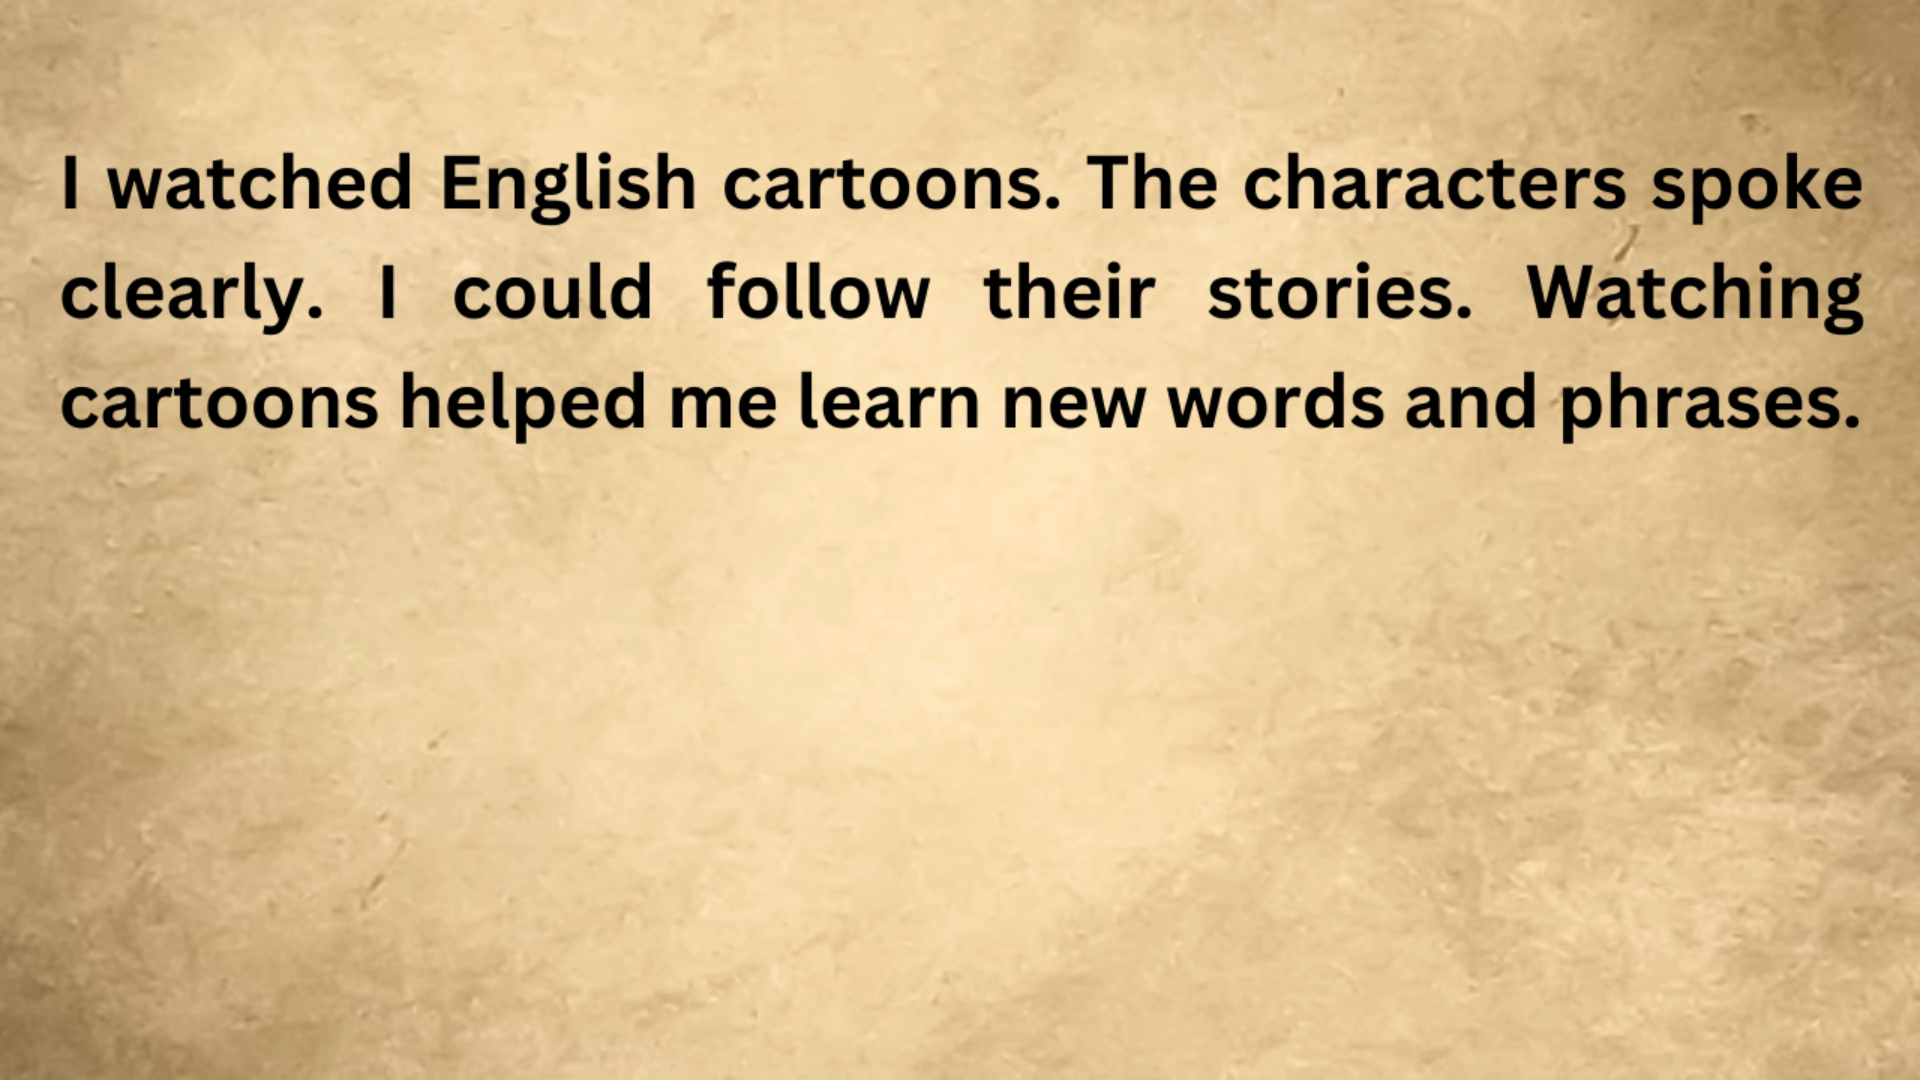 I watched English cartoons. The characters spoke
clearly. I could follow their stories. Watching
cartoons helped me learn new words and phrases.